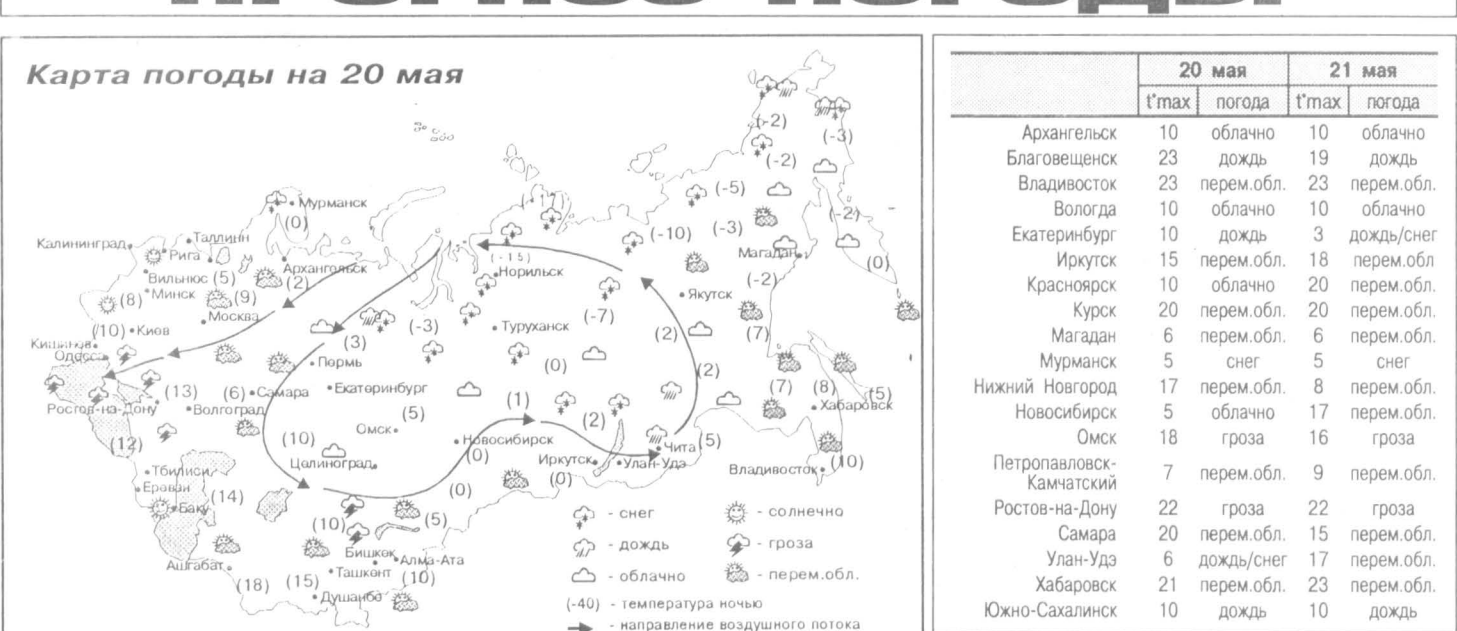 ПРОГНОЗ ПОГОДЫ
Карта погоды на 20 мая
(-2)
(-3)
(-2)
(-5)
Мурманск
(0)
(-3)
(-2)
(-10)
Калининград
Таллинн
Рига
Магадан
Архангельск
(-15)
(0)
Вильнюс (5)
(2)
Норильск
(-2)
Минск
(8)
(9)
Якутск
Москва
(-7)
(10)
Киев
(-3)
Туруханск
(2)
(7)
Кишинев
(3)
Одесса
Пермь
(0)
(2)
(13)
(6)
Самара
Екатеринбург
(7)
(8)
(5)
Ростов-на-Дону
Волгоград
(5)
(1)
(2)
Хабаровск
Омск
(12)
(10)
Новосибирск
Чита
(5)
Целиноград
(0)
Иркутск
Улан-Удэ
Владивосток
(10)
Тбилиси
(0)
Ереван
(14)
(0)
Баку
(10)
(5)
Бишкек
Алма-Ата
Ашгабат
Ташкент
(10)
(18)
(15)
Душанбе
- снег
- солнечно
- дождь
- гроза
- облачно
- перем.обл.
(-40) - температура ночью
- направление воздушного потока
20 мая 21 мая
t°max погода t°max погода
Архангельск 10 облачно 10 облачно
Благовещенск 23 дождь 19 дождь
Владивосток 23 перем.обл. 23 перем.обл.
Вологда 10 облачно 10 облачно
Екатеринбург 10 дождь 3 дождь/снег
Иркутск 15 перем.обл. 18 перем.обл
Красноярск 10 облачно 20 перем.обл.
Курск 20 перем.обл. 20 перем.обл.
Магадан 6 перем.обл. 6 перем.обл.
Мурманск 5 снег 5 снег
Нижний Новгород 17 перем.обл. 8 перем.обл.
Новосибирск 5 облачно 17 перем.обл.
Омск 18 гроза 16 гроза
Петропавловск-
Камчатский 7 перем.обл. 9 перем.обл.
Ростов-на-Дону 22 гроза 22 гроза
Самара 20 перем.обл. 15 перем.обл.
Улан-Удэ 6 дождь/снег 17 перем.обл.
Хабаровск 21 перем.обл. 23 перем.обл.
Южно-Сахалинск 10 дождь 10 дождь